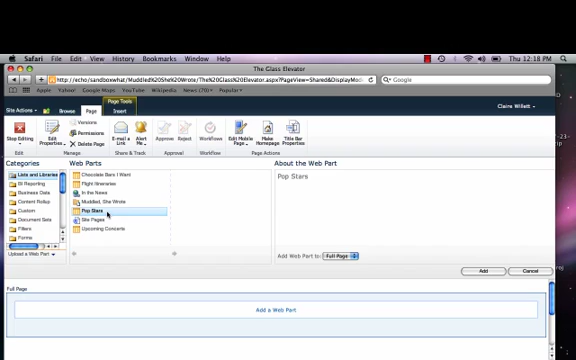 Safari File Edit View History Bookmarks Window Help Thu 12:18 PM
The Glass Elevator
http://echo/sandboxwhat/Muddled%20She%20Wrote/The%20Glass%20Elevator.aspx?PageView=Shared&DisplayMod Google
Apple Yahoo! Google Maps YouTube Wikipedia News (70) Popular
Page Tools
Site Actions Browse Page Insert Claire Willett
Stop Editing
Edit Properties
Versions
Permissions
Delete Page
E-mail a Link
Alert Me
Approve
Reject
Workflows
Edit Mobile Page
Make Homepage
Title Bar Properties
Edit Manage Share & Track Approval Workflow Page Actions
Categories Web Parts About the Web Part
Lists and Libraries
BI Reporting
Business Data
Content Rollup
Custom
Document Sets
Filters
Forms
Upload a Web Part
Chocolate Bars I Want
Flight Itineraries
In the News
Muddled, She Wrote
Pop Stars
Site Pages
Upcoming Concerts
Pop Stars
Add Web Part to: Full Page
Add Cancel
Full Page
Add a Web Part